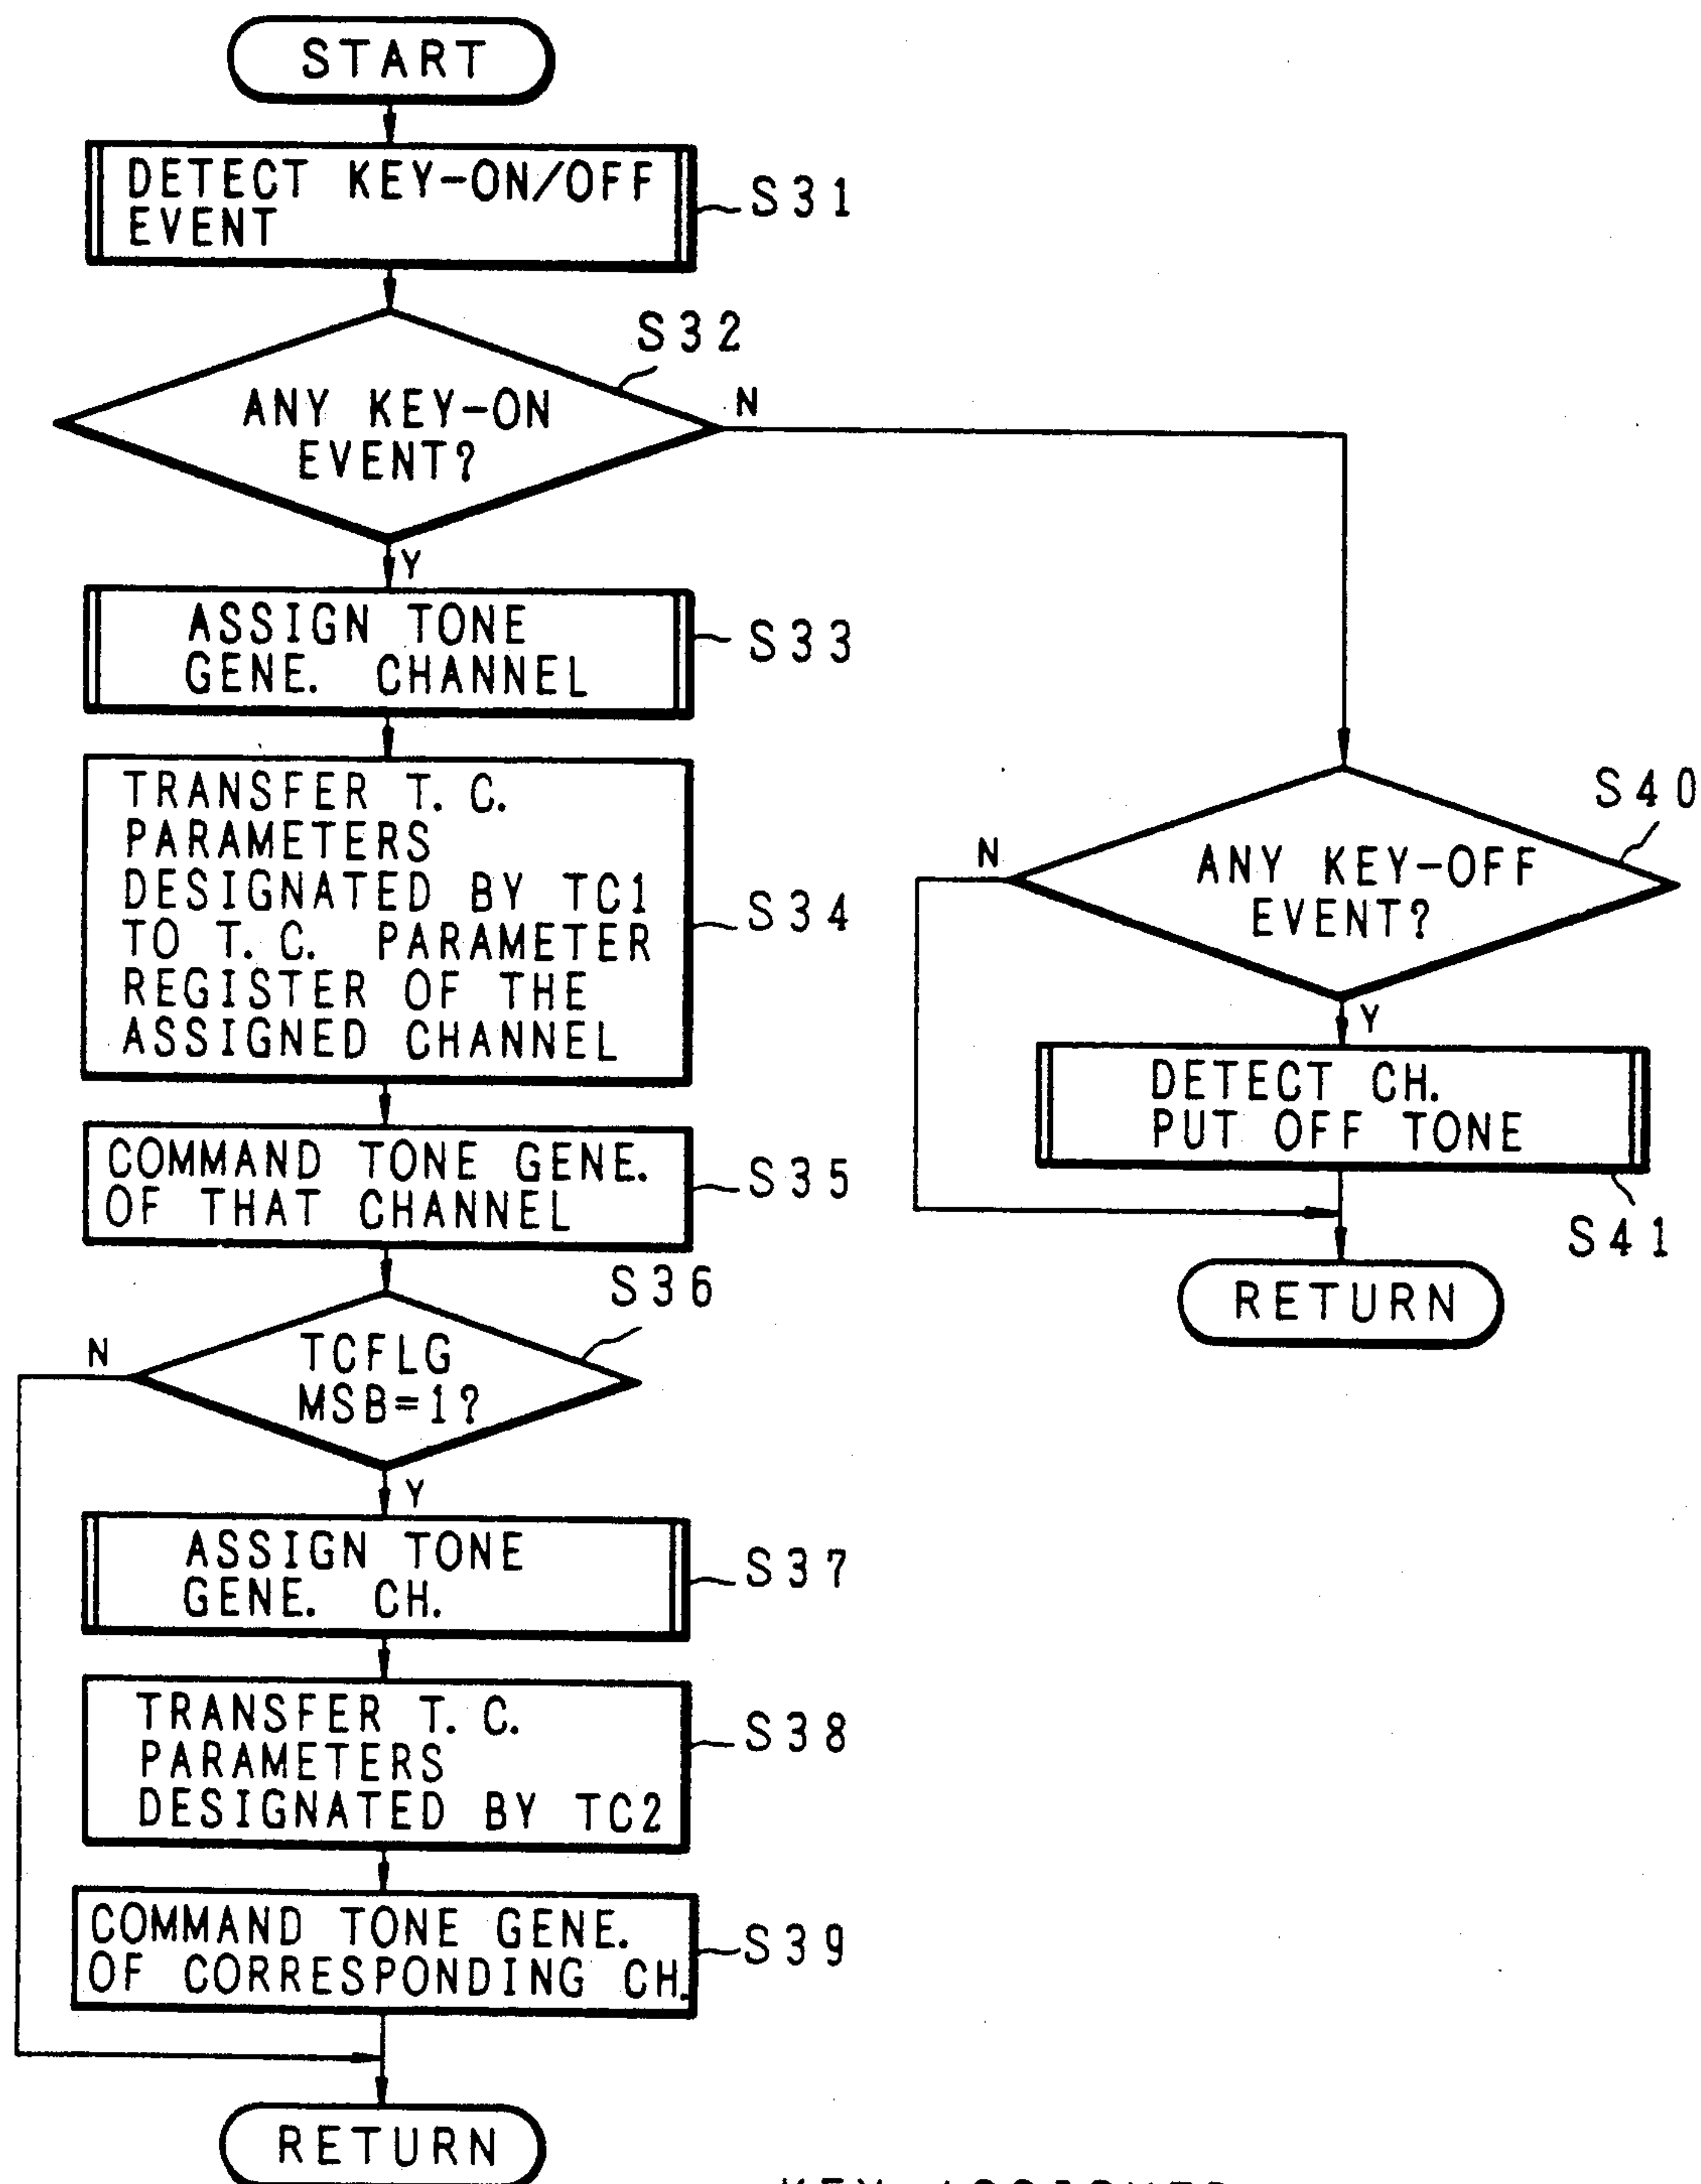 START
DETECT KEY-ON/OFF
EVENT
S31
S32
ANY KEY-ON
EVENT?
N
Y
ASSIGN TONE
GENE. CHANNEL
S33
TRANSFER T. C.
PARAMETERS
DESIGNATED BY TC1
TO T. C. PARAMETER
REGISTER OF THE
ASSIGNED CHANNEL
S34
COMMAND TONE GENE.
OF THAT CHANNEL
S35
S36
TCFLG
MSB=1?
N
Y
ASSIGN TONE
GENE. CH.
S37
TRANSFER T. C.
PARAMETERS
DESIGNATED BY TC2
S38
COMMAND TONE GENE.
OF CORRESPONDING CH.
S39
RETURN
S40
ANY KEY-OFF
EVENT?
N
Y
DETECT CH.
PUT OFF TONE
S41
RETURN